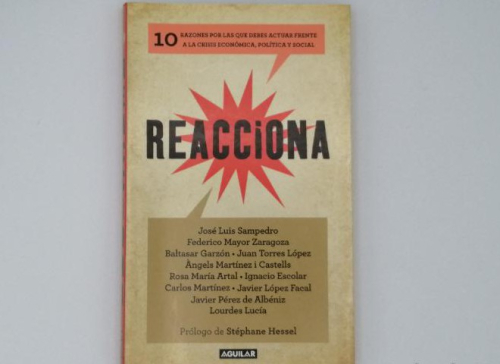 10 RAZONES POR LAS QUE DEBES ACTUAR FRENTE
A LA CRISIS ECONÓMICA, POLÍTICA Y SOCIAL
REACCiONA
José Luis Sampedro
Federico Mayor Zaragoza
Baltasar Garzón • Juan Torres López
Àngels Martínez i Castells
Rosa María Artal • Ignacio Escolar
Carlos Martínez • Javier López Facal
Javier Pérez de Albéniz
Lourdes Lucía
Prólogo de Stéphane Hessel
AGUILAR